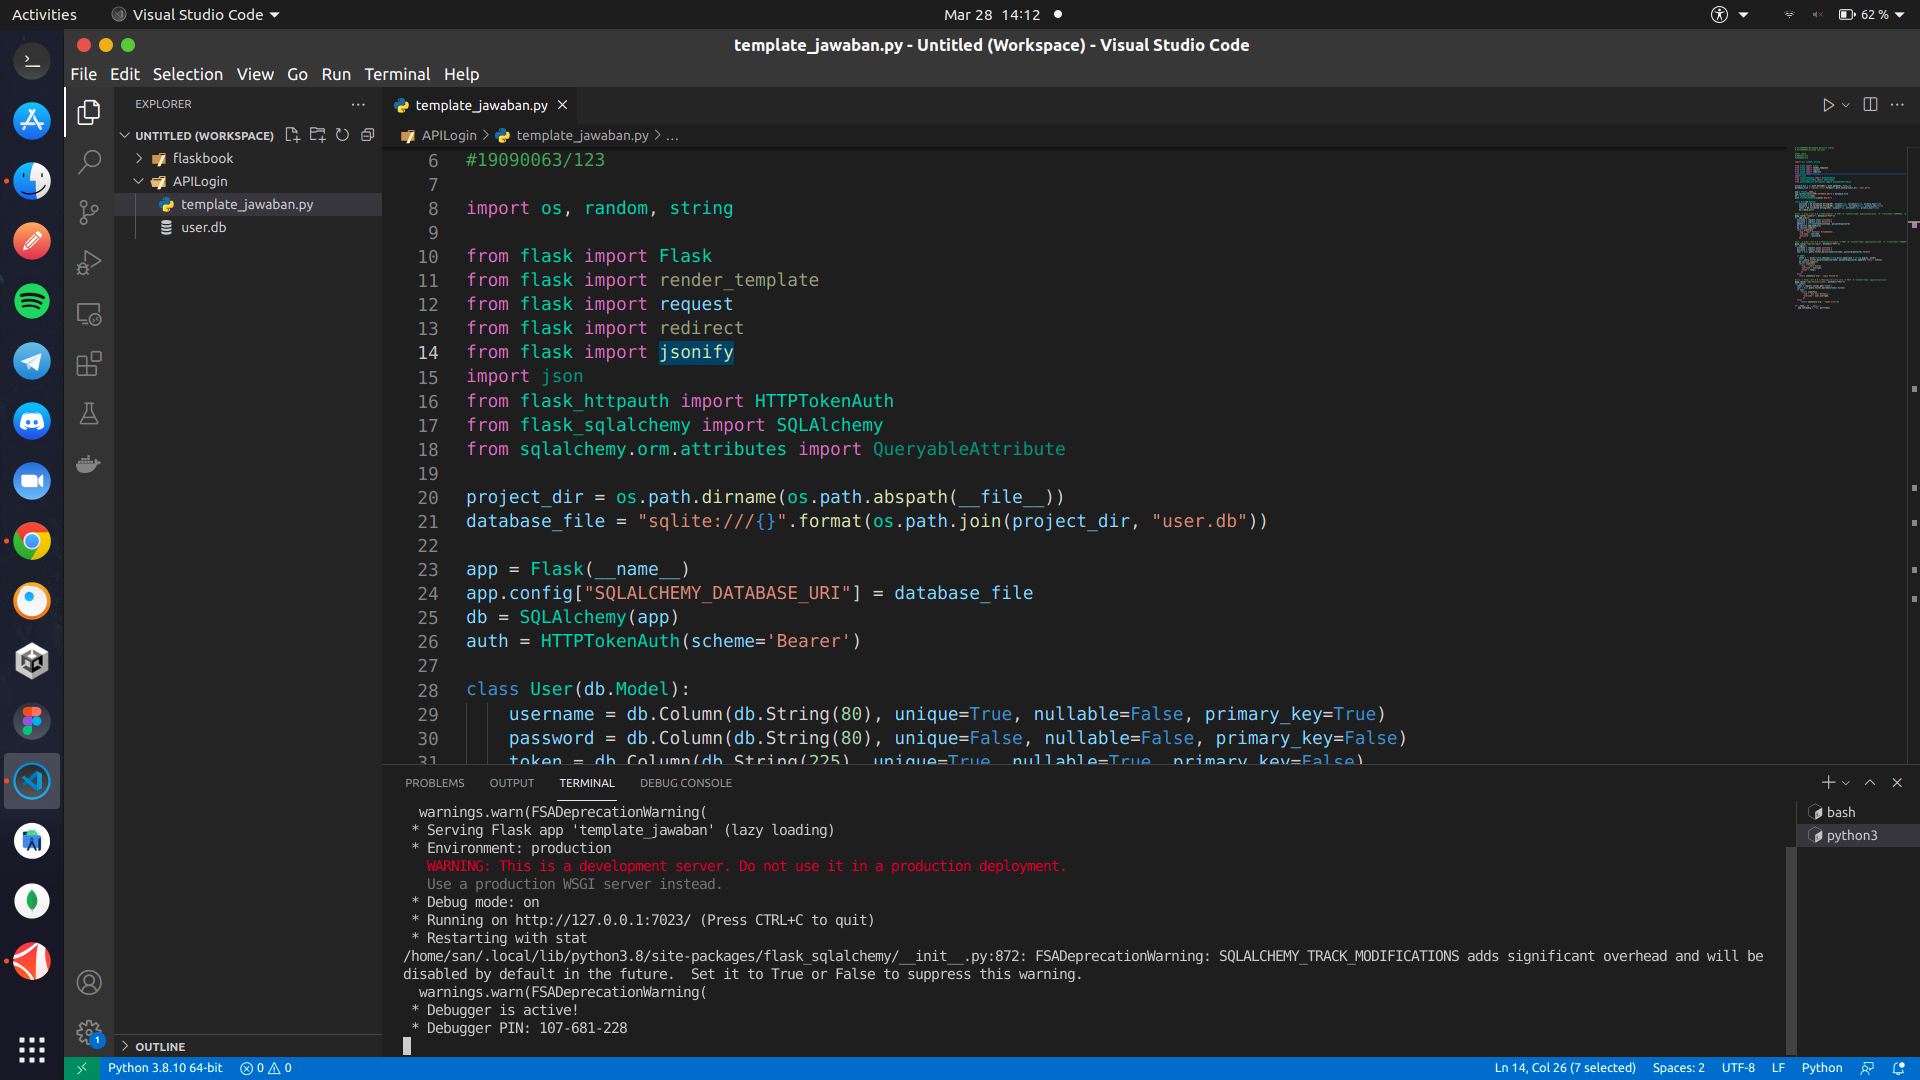 Activities
Visual Studio Code
Mar 28 14:12
62 %
template_jawaban.py - Untitled (Workspace) - Visual Studio Code
File Edit Selection View Go Run Terminal Help
EXPLORER
UNTITLED (WORKSPACE)
flaskbook
APILogin
template_jawaban.py
user.db
OUTLINE
template_jawaban.py
APILogin > template_jawaban.py > ...
6 #19090063/123
7
8 import os, random, string
9
10 from flask import Flask
11 from flask import render_template
12 from flask import request
13 from flask import redirect
14 from flask import jsonify
15 import json
16 from flask_httpauth import HTTPTokenAuth
17 from flask_sqlalchemy import SQLAlchemy
18 from sqlalchemy.orm.attributes import QueryableAttribute
19
20 project_dir = os.path.dirname(os.path.abspath(__file__))
21 database_file = "sqlite:///{}".format(os.path.join(project_dir, "user.db"))
22
23 app = Flask(__name__)
24 app.config["SQLALCHEMY_DATABASE_URI"] = database_file
25 db = SQLAlchemy(app)
26 auth = HTTPTokenAuth(scheme='Bearer')
27
28 class User(db.Model):
29 username = db.Column(db.String(80), unique=True, nullable=False, primary_key=True)
30 password = db.Column(db.String(80), unique=False, nullable=False, primary_key=False)
31 token = db.Column(db.String(225), unique=True, nullable=True, primary_key=False)
PROBLEMS OUTPUT TERMINAL DEBUG CONSOLE
warnings.warn(FSADeprecationWarning(
* Serving Flask app 'template_jawaban' (lazy loading)
* Environment: production
WARNING: This is a development server. Do not use it in a production deployment.
Use a production WSGI server instead.
* Debug mode: on
* Running on http://127.0.0.1:7023/ (Press CTRL+C to quit)
* Restarting with stat
/home/san/.local/lib/python3.8/site-packages/flask_sqlalchemy/__init__.py:872: FSADeprecationWarning: SQLALCHEMY_TRACK_MODIFICATIONS adds significant overhead and will be
disabled by default in the future. Set it to True or False to suppress this warning.
warnings.warn(FSADeprecationWarning(
* Debugger is active!
* Debugger PIN: 107-681-228
bash
python3
1
Python 3.8.10 64-bit
0 0
Ln 14, Col 26 (7 selected)
Spaces: 2
UTF-8
LF
Python